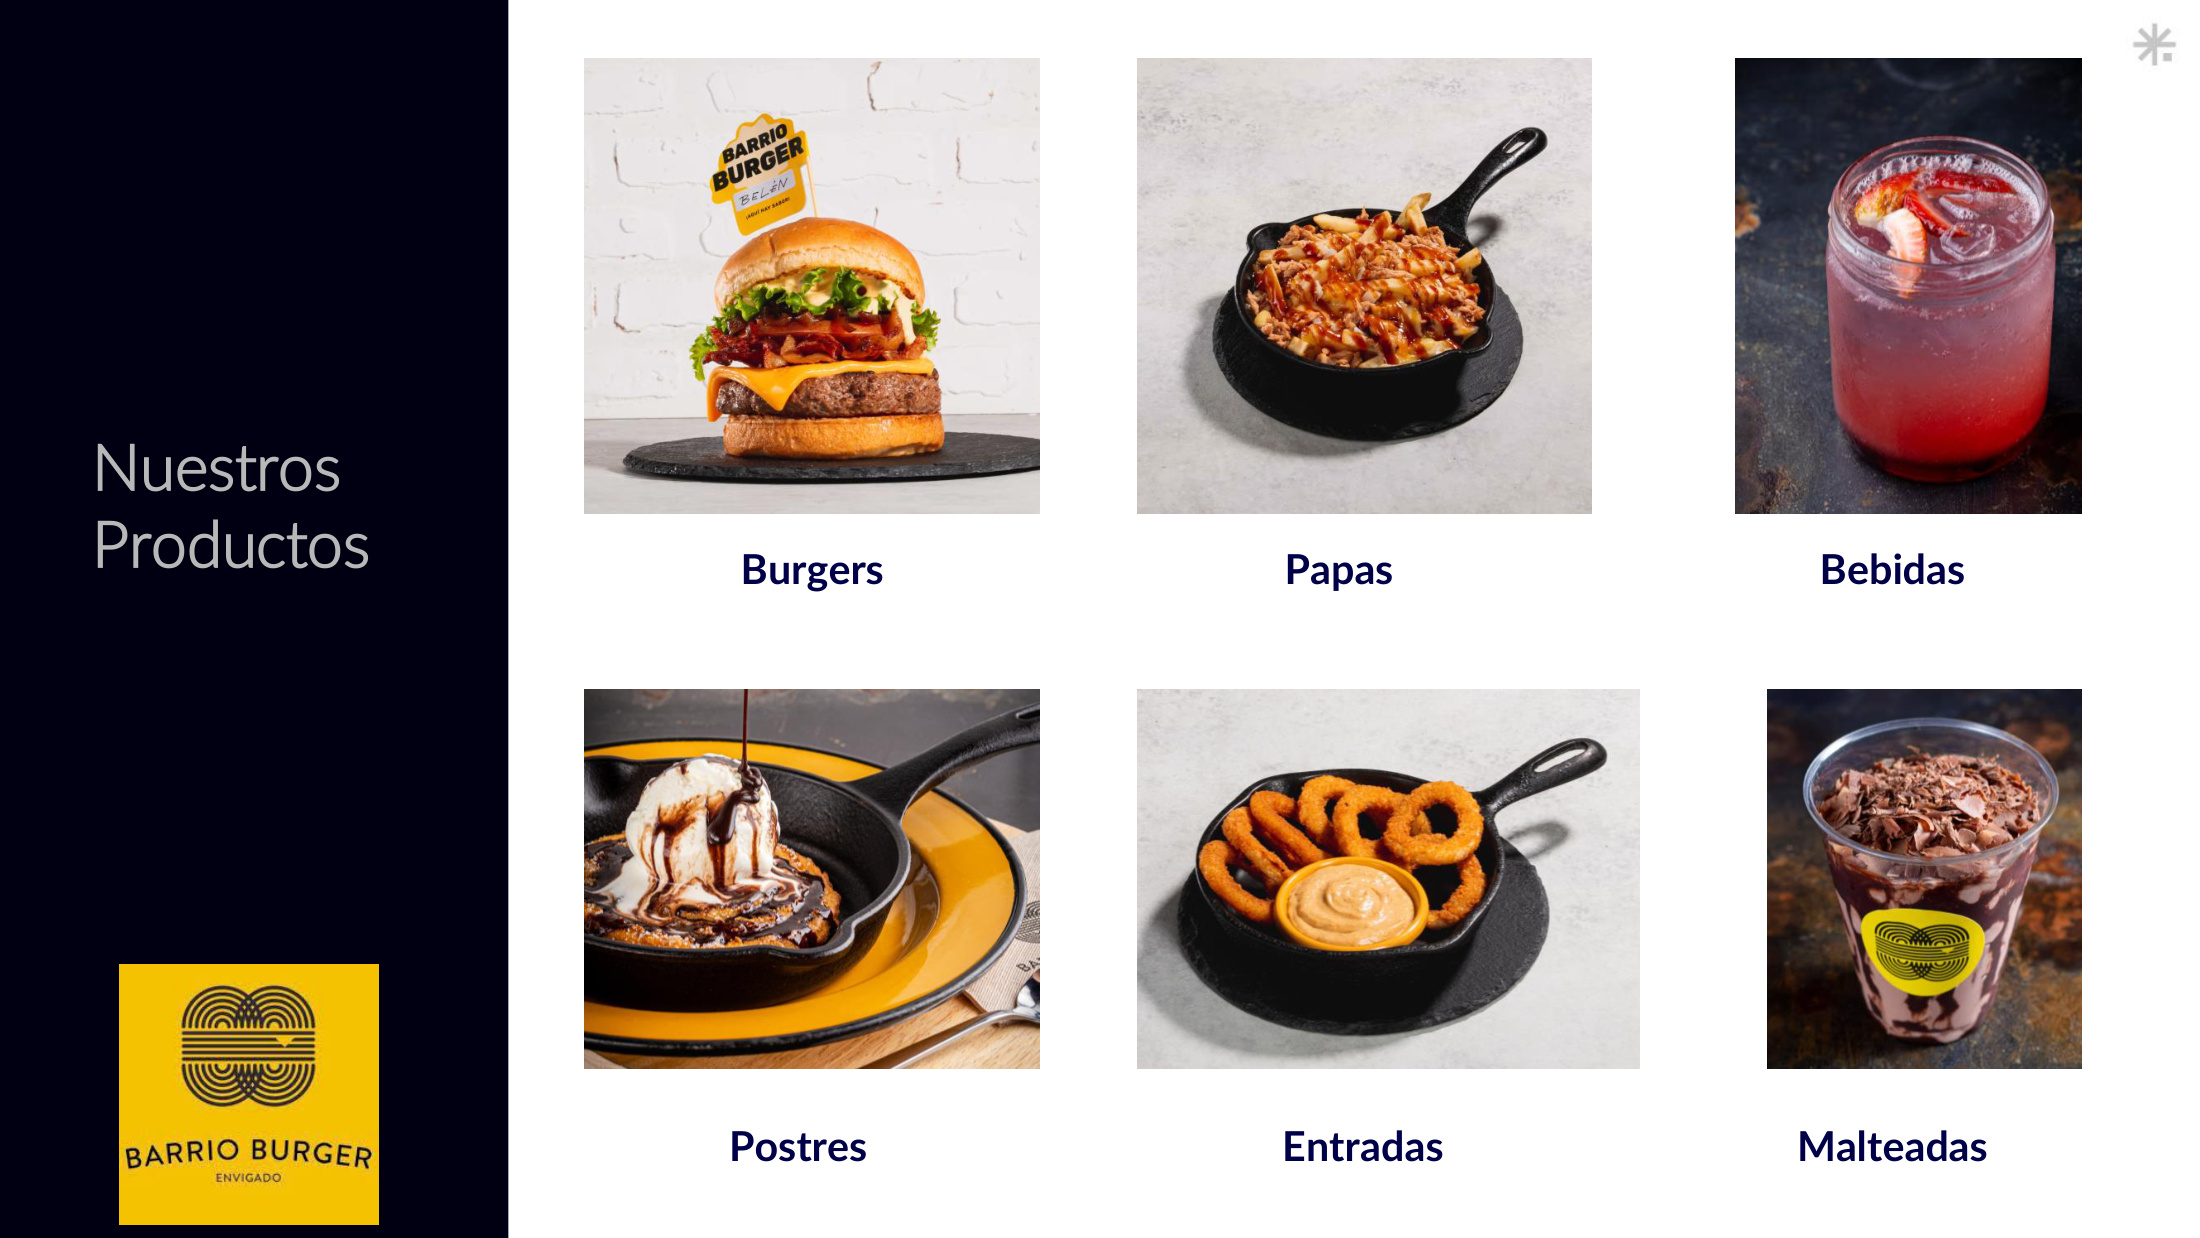 Nuestros
Productos
BARRIO BURGER
ENVIGADO
BARRIO
BURGER
BELÉN
¡AQUÍ HAY SABOR!
Burgers
Papas
Bebidas
Postres
Entradas
Malteadas